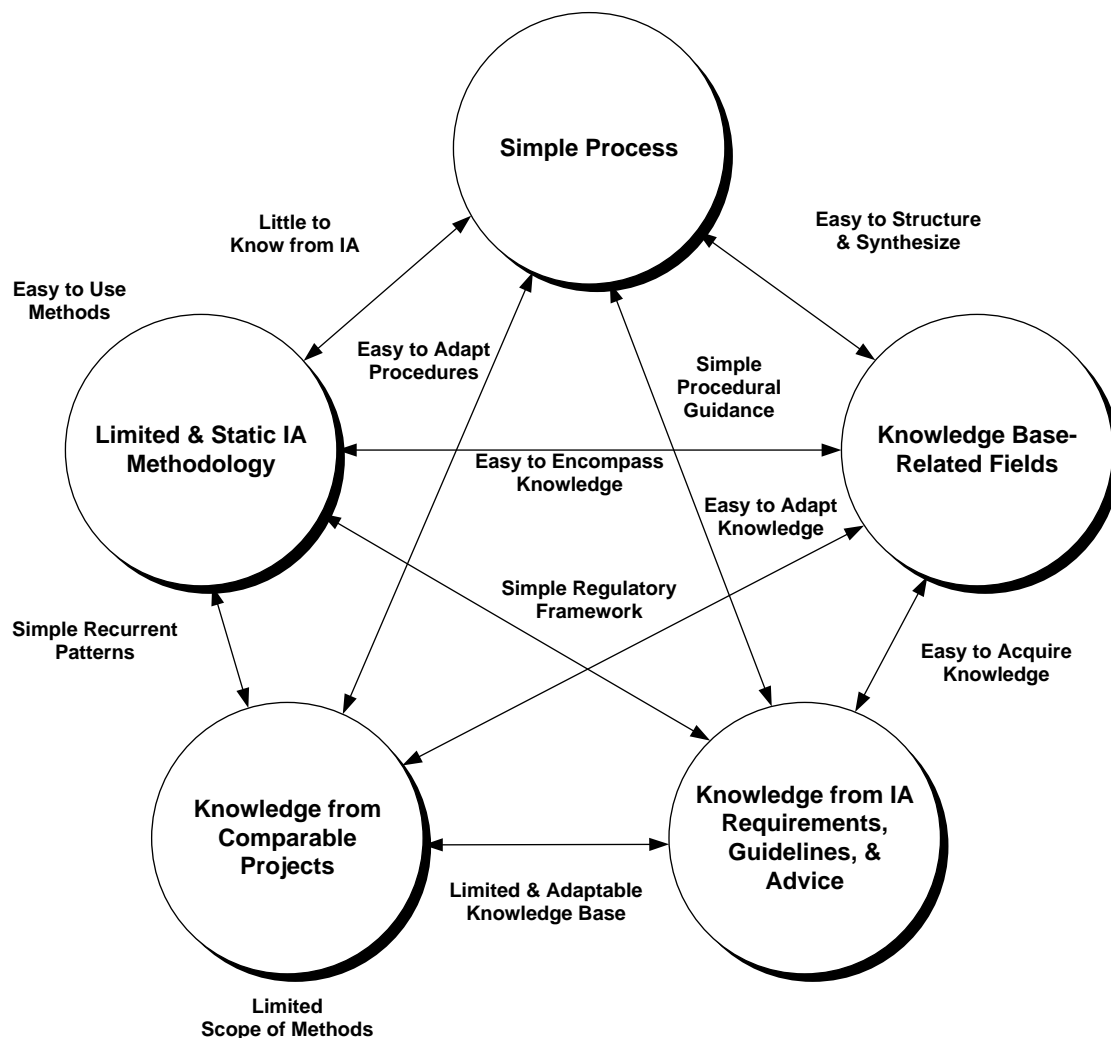 Simple Process
Little to
Know from IA
Easy to Structure
& Synthesize
Easy to Use
Methods
Easy to Adapt
Procedures
Simple
Procedural
Guidance
Limited & Static IA
Methodology
Knowledge Base-
Related Fields
Easy to Encompass
Knowledge
Easy to Adapt
Knowledge
Simple Regulatory
Framework
Simple Recurrent
Patterns
Easy to Acquire
Knowledge
Knowledge from
Comparable
Projects
Knowledge from IA
Requirements,
Guidelines, &
Advice
Limited & Adaptable
Knowledge Base
Limited
Scope of Methods